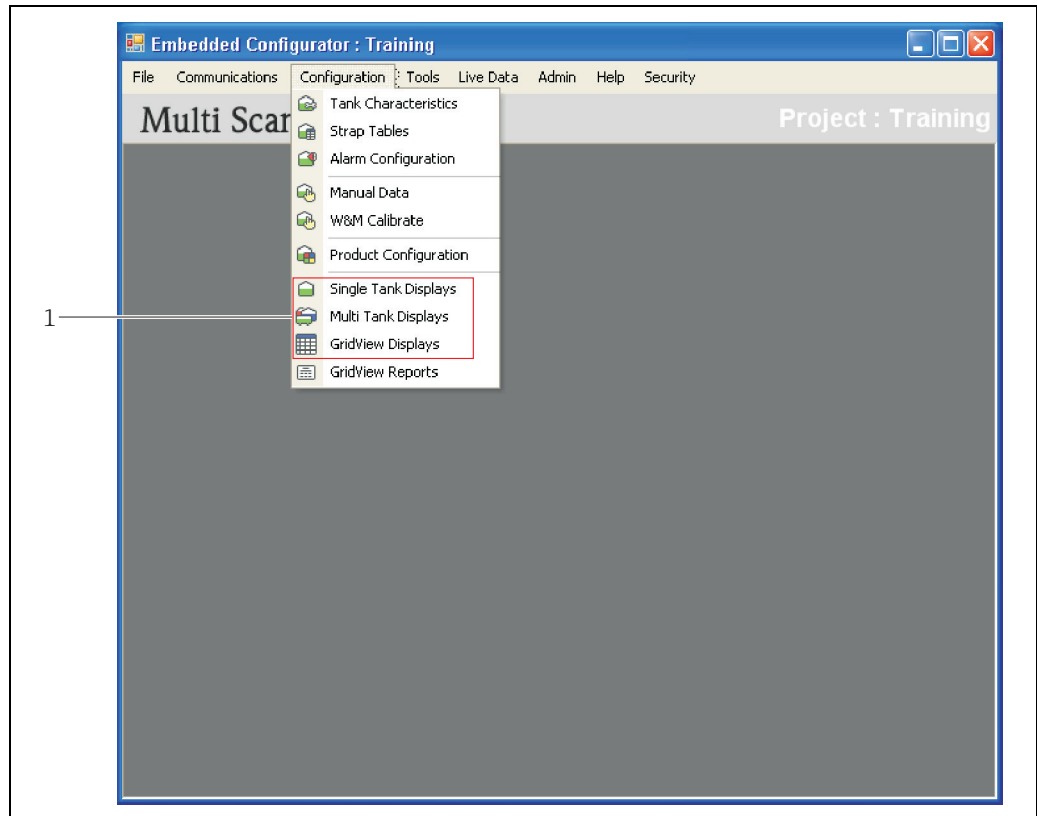 Embedded Configurator : Training
File Communications Configuration Tools Live Data Admin Help Security
Multi Scan
Project : Training
Tank Characteristics
Strap Tables
Alarm Configuration
Manual Data
W&M Calibrate
Product Configuration
Single Tank Displays
1
Multi Tank Displays
GridView Displays
GridView Reports